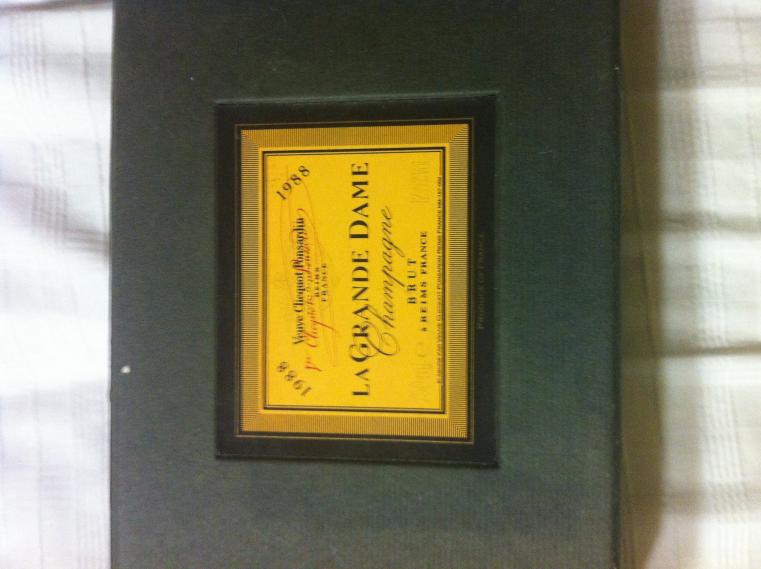 1988 1988
Veuve Clicquot Ponsardin
REIMS
FRANCE
LA GRANDE DAME
Champagne
BRUT
à REIMS FRANCE
PRODUCE OF FRANCE